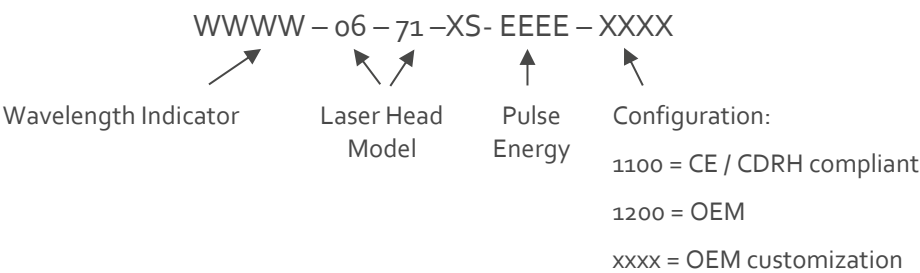 WWWW – 06 – 71 –XS- EEEE – XXXX
Wavelength Indicator
Laser Head
Model
Pulse
Energy
Configuration:
1100 = CE / CDRH compliant
1200 = OEM
xxxx = OEM customization